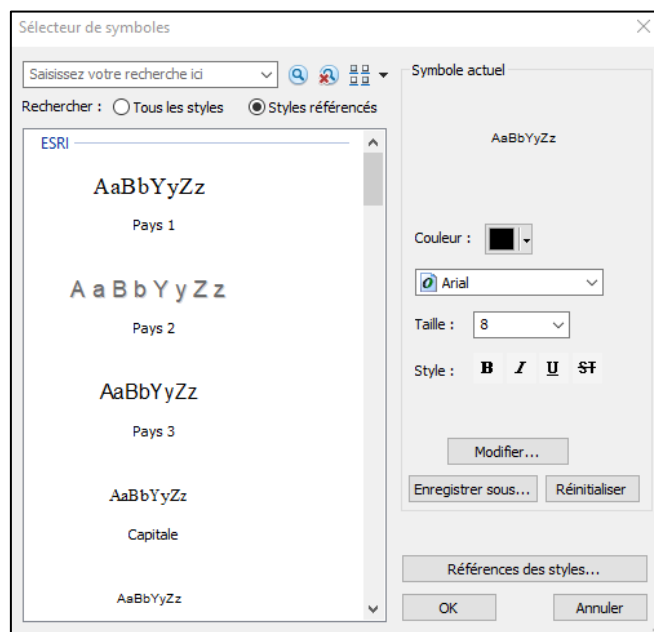 Sélecteur de symboles
Saisissez votre recherche ici
Rechercher : Tous les styles Styles référencés
ESRI
AaBbYyZz
Pays 1
AaBbYyZz
Pays 2
AaBbYyZz
Pays 3
AaBbYyZz
Capitale
AaBbYyZz
Symbole actuel
AaBbYyZz
Couleur :
Arial
Taille : 8
Style : B I U ST
Modifier...
Enregistrer sous... Réinitialiser
Références des styles...
OK Annuler